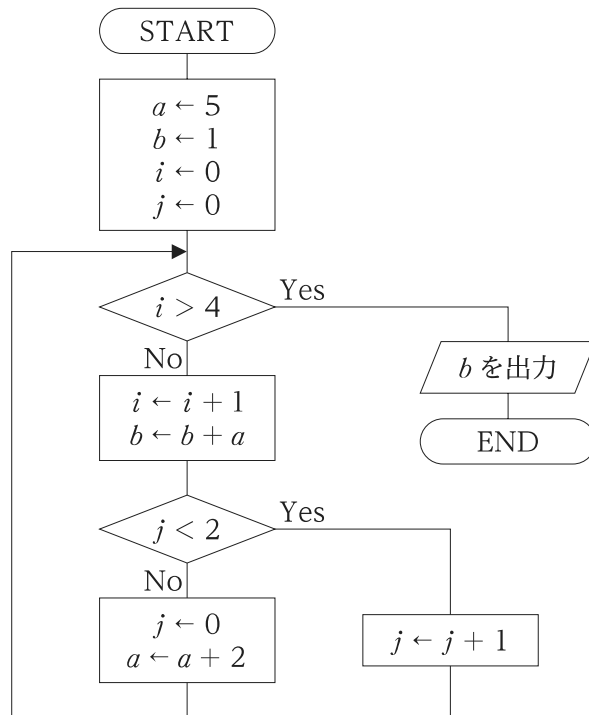 START
a ← 5
b ← 1
i ← 0
j ← 0
i > 4
Yes
No
b を出力
END
i ← i + 1
b ← b + a
j < 2
Yes
No
j ← 0
a ← a + 2
j ← j + 1